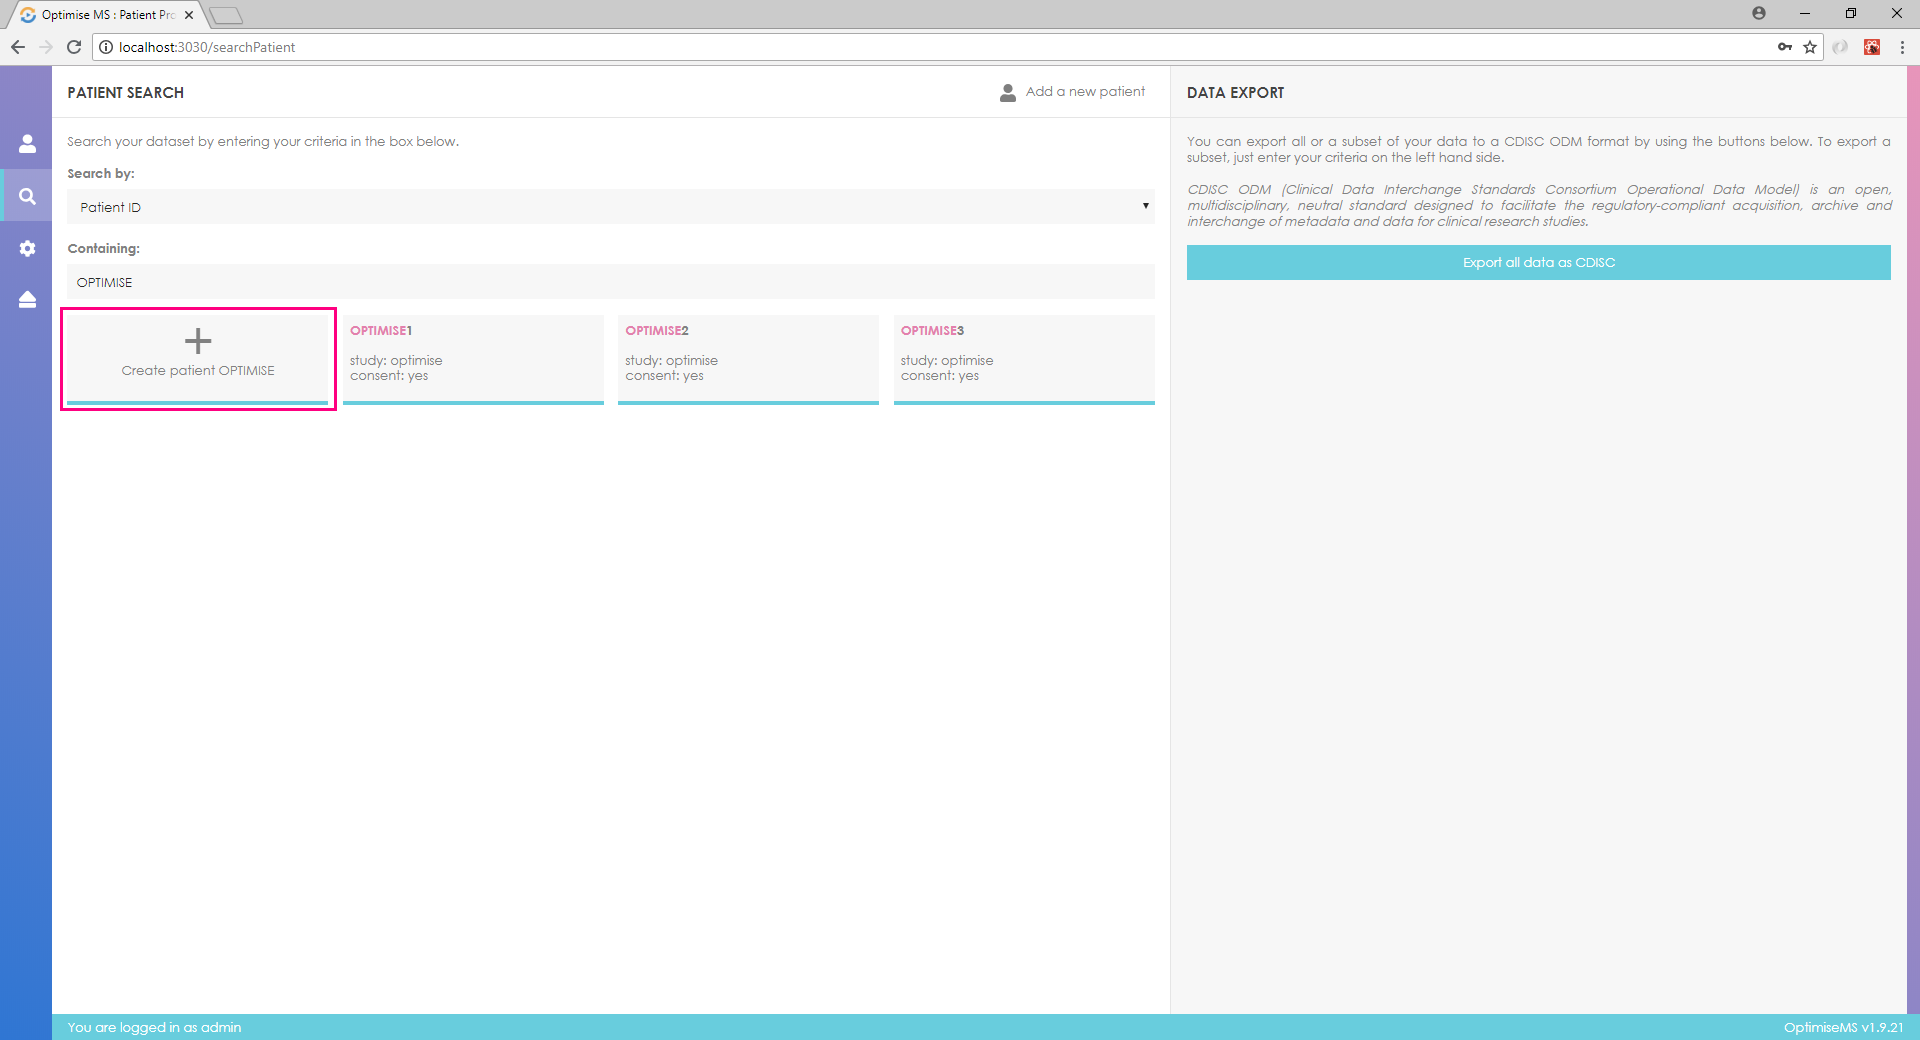 Optimise MS : Patient Pro
localhost:3030/searchPatient
PATIENT SEARCH
Add a new patient
Search your dataset by entering your criteria in the box below.
Search by:
Patient ID
Containing:
OPTIMISE
Create patient OPTIMISE
OPTIMISE1
study: optimise
consent: yes
OPTIMISE2
study: optimise
consent: yes
OPTIMISE3
study: optimise
consent: yes
DATA EXPORT
You can export all or a subset of your data to a CDISC ODM format by using the buttons below. To export a
subset, just enter your criteria on the left hand side.
CDISC ODM (Clinical Data Interchange Standards Consortium Operational Data Model) is an open,
multidisciplinary, neutral standard designed to facilitate the regulatory-compliant acquisition, archive and
interchange of metadata and data for clinical research studies.
Export all data as CDISC
You are logged in as admin
OptimiseMS v1.9.21